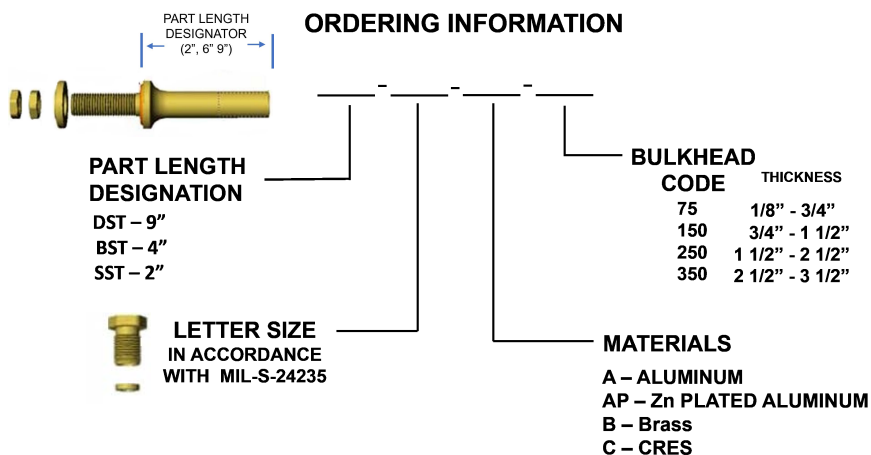 PART LENGTH
DESIGNATOR
(2”, 6” 9”)
ORDERING INFORMATION
PART LENGTH
DESIGNATION
DST – 9”
BST – 4”
SST – 2”
BULKHEAD
CODE THICKNESS
75 1/8” - 3/4”
150 3/4” - 1 1/2”
250 1 1/2” - 2 1/2”
350 2 1/2” - 3 1/2”
LETTER SIZE
IN ACCORDANCE
WITH MIL-S-24235
MATERIALS
A – ALUMINUM
AP – Zn PLATED ALUMINUM
B – Brass
C – CRES